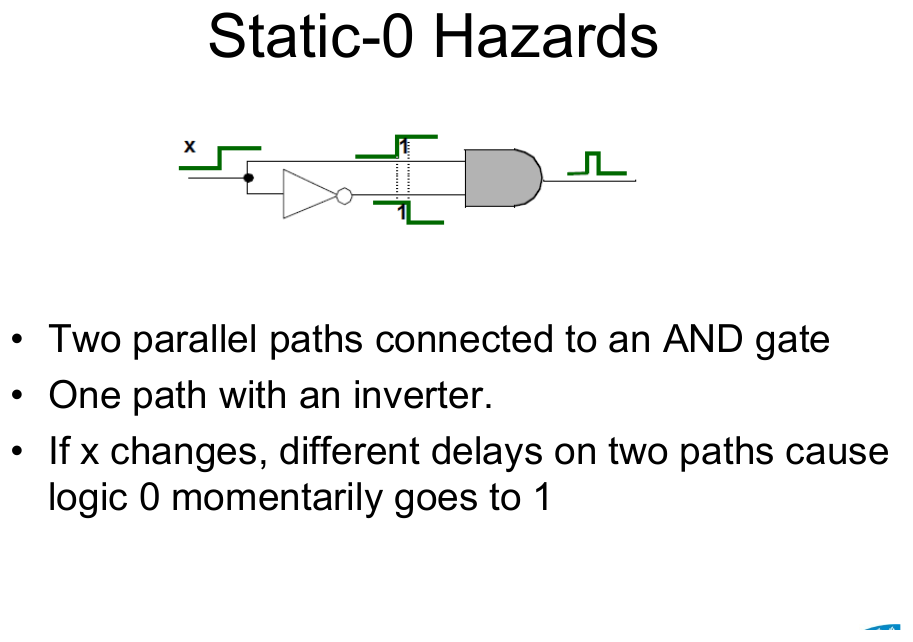 Static-0 Hazards
x
1
1
• Two parallel paths connected to an AND gate
• One path with an inverter.
• If x changes, different delays on two paths cause
logic 0 momentarily goes to 1